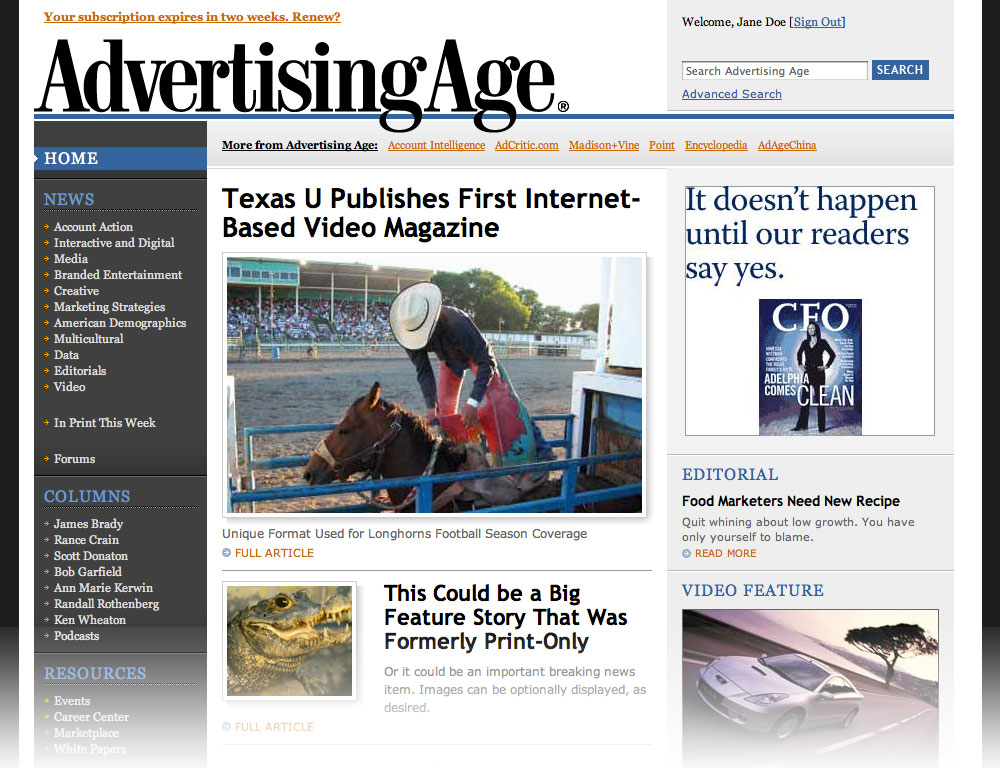 Your subscription expires in two weeks. Renew?
Welcome, Jane Doe [Sign Out]
AdvertisingAge®
Search Advertising Age SEARCH
Advanced Search
HOME
More from Advertising Age: Account Intelligence AdCritic.com Madison+Vine Point Encyclopedia AdAgeChina
NEWS
Account Action
Interactive and Digital
Media
Branded Entertainment
Creative
Marketing Strategies
American Demographics
Multicultural
Data
Editorials
Video
In Print This Week
Forums
COLUMNS
James Brady
Rance Crain
Scott Donaton
Bob Garfield
Ann Marie Kerwin
Randall Rothenberg
Ken Wheaton
Podcasts
RESOURCES
Events
Career Center
Marketplace
White Papers
Texas U Publishes First Internet-
Based Video Magazine
Unique Format Used for Longhorns Football Season Coverage
FULL ARTICLE
This Could be a Big
Feature Story That Was
Formerly Print-Only
Or it could be an important breaking news
item. Images can be optionally displayed, as
desired.
FULL ARTICLE
It doesn't happen
until our readers
say yes.
CFO
ADELPHIA
COMES CLEAN
EDITORIAL
Food Marketers Need New Recipe
Quit whining about low growth. You have
only yourself to blame.
READ MORE
VIDEO FEATURE